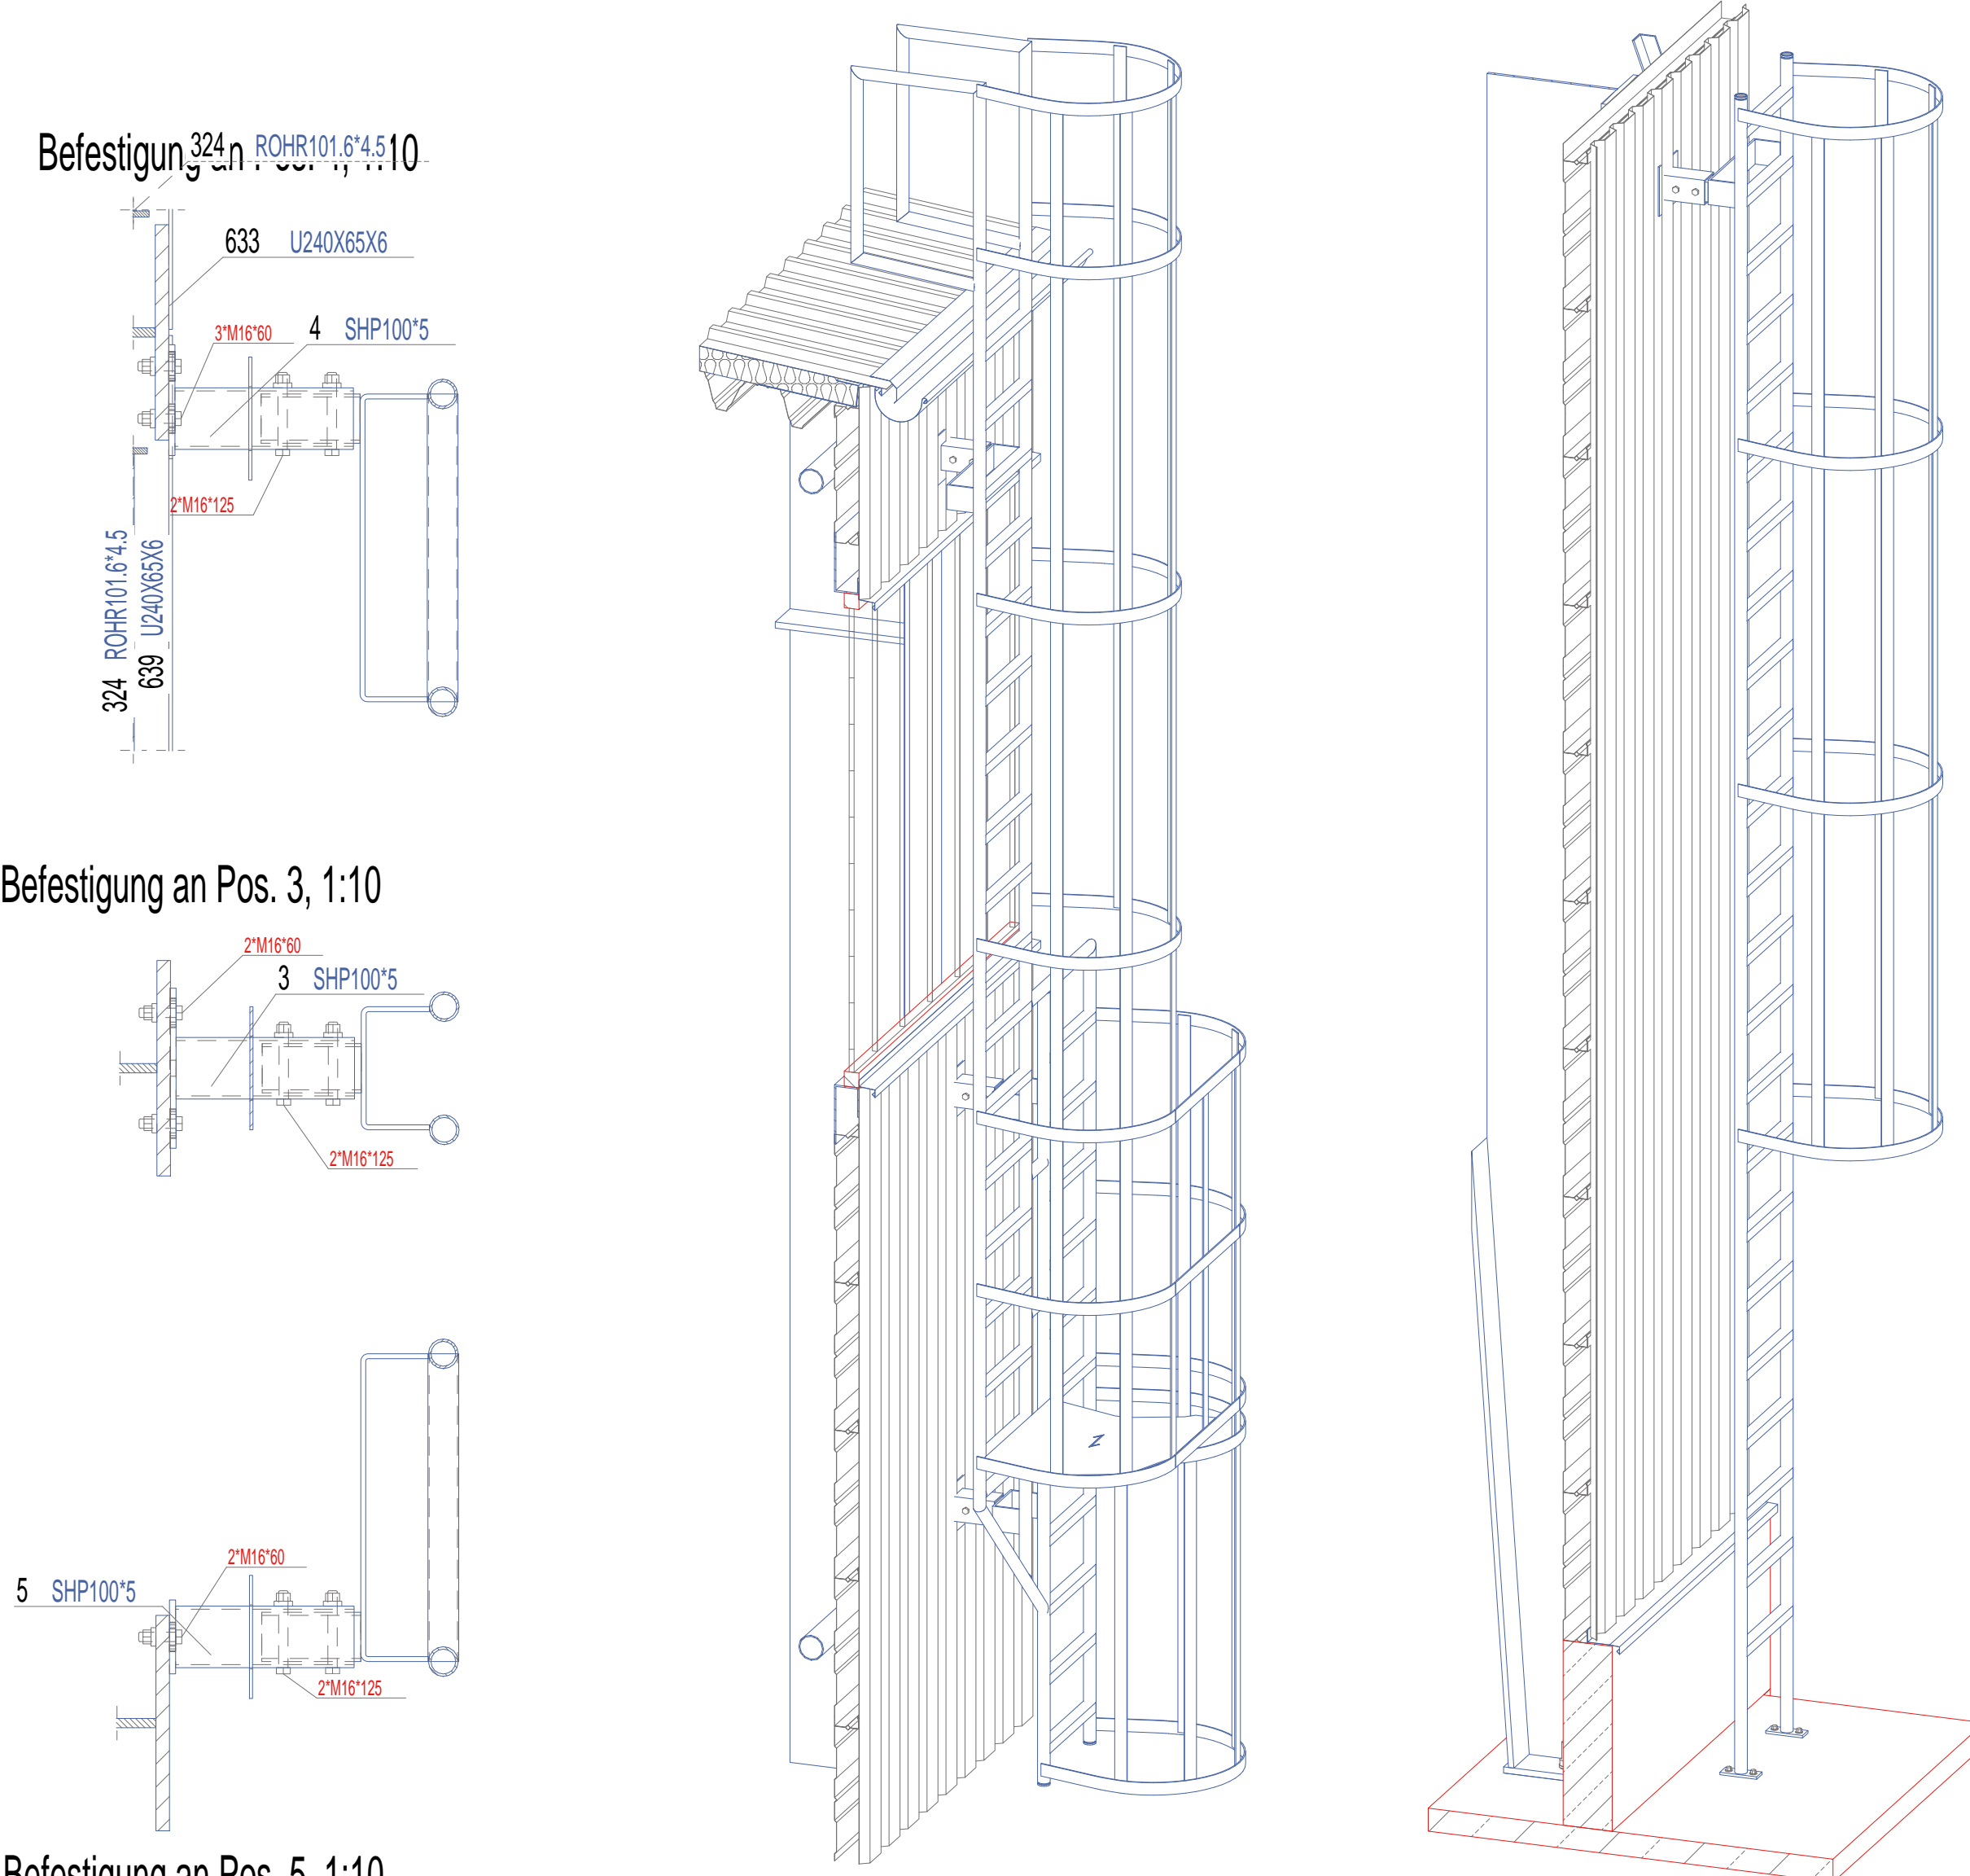 Befestigung an Pos. 4, 1:10
324 ROHR101.6*4.5
633 U240X65X6
3*M16*60
4 SHP100*5
2*M16*125
324 ROHR101.6*4.5
639 U240X65X6
Befestigung an Pos. 3, 1:10
2*M16*60
3 SHP100*5
2*M16*125
2*M16*60
5 SHP100*5
2*M16*125
Befestigung an Pos. 5, 1:10
Z